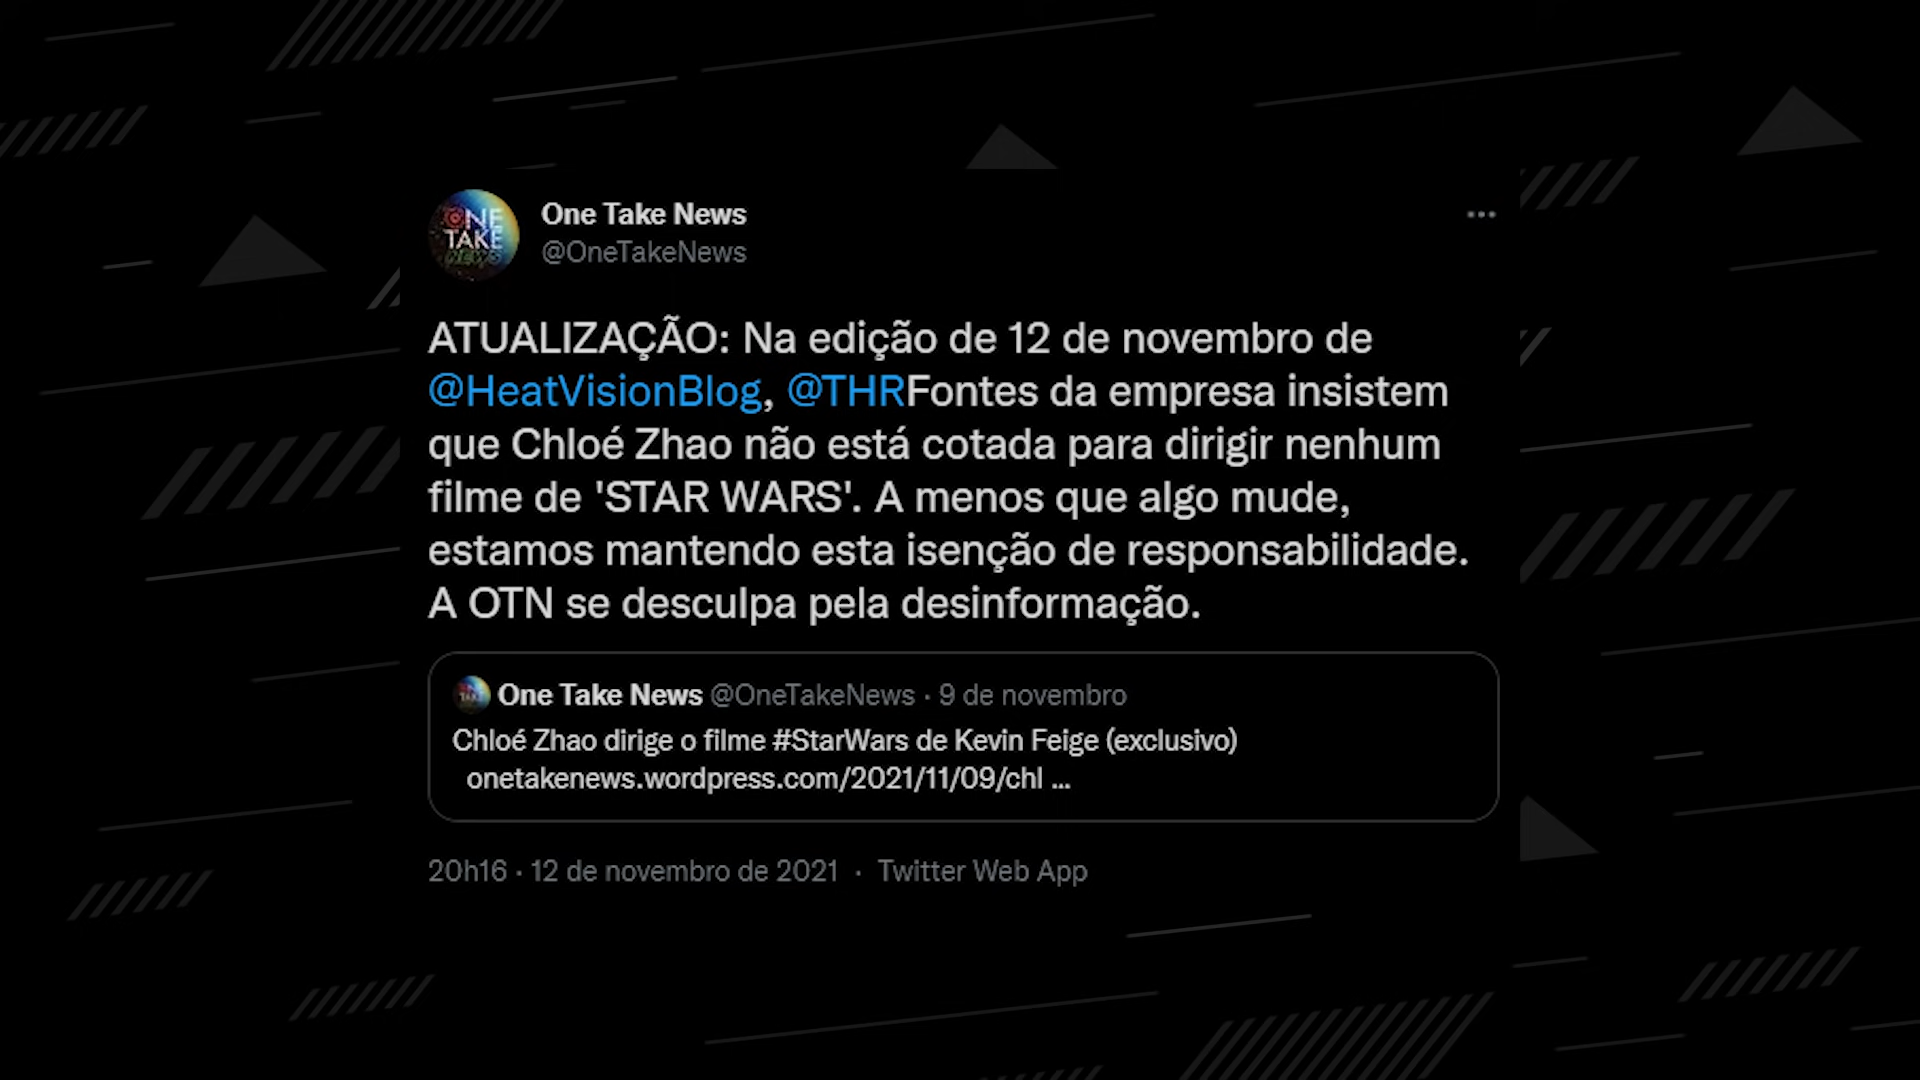 ONE
TAKE
NEWS
One Take News
@OneTakeNews
ATUALIZAÇÃO: Na edição de 12 de novembro de
@HeatVisionBlog, @THRFontes da empresa insistem
que Chloé Zhao não está cotada para dirigir nenhum
filme de 'STAR WARS'. A menos que algo mude,
estamos mantendo esta isenção de responsabilidade.
A OTN se desculpa pela desinformação.
One Take News @OneTakeNews · 9 de novembro
Chloé Zhao dirige o filme #StarWars de Kevin Feige (exclusivo)
onetakenews.wordpress.com/2021/11/09/chl ...
20h16 · 12 de novembro de 2021 · Twitter Web App